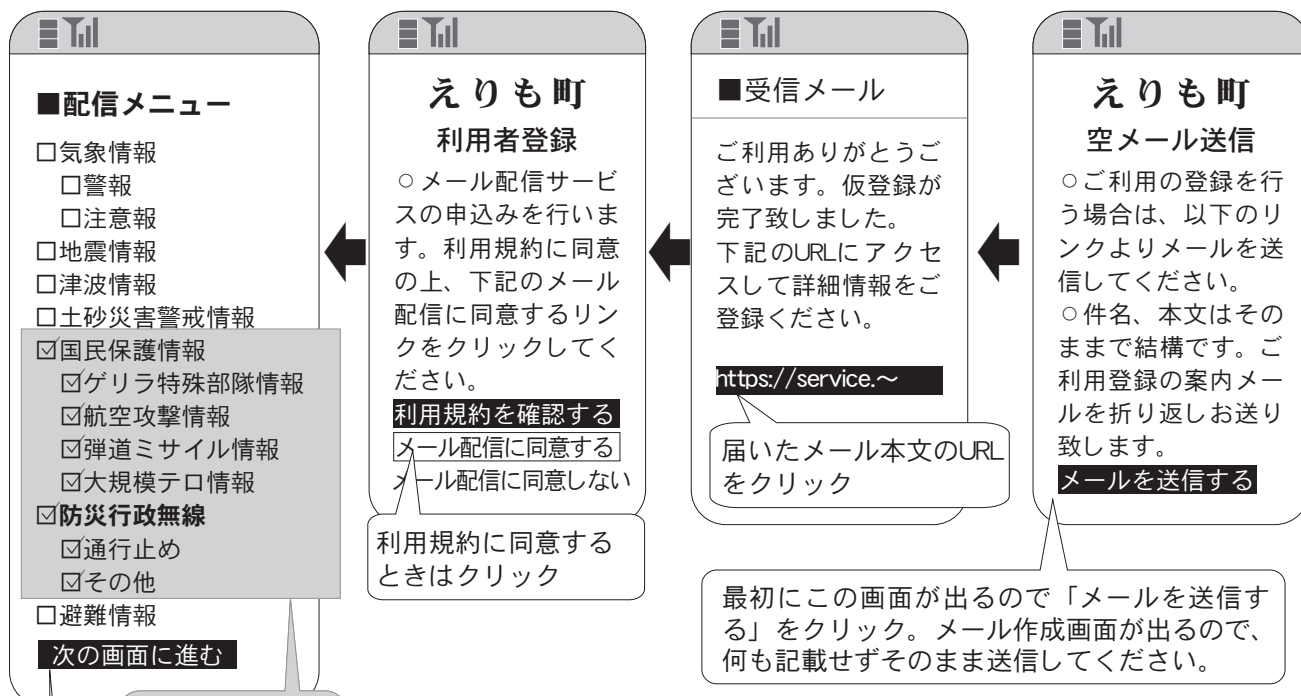 えりも町
空メール送信
○ご利用の登録を行
う場合は、以下のリ
ンクよりメールを送
信してください。
○件名、本文はその
ままで結構です。ご
利用登録の案内メー
ルを折り返しお送り
致します。
メールを送信する
最初にこの画面が出るので「メールを送信す
る」をクリック。メール作成画面が出るので、
何も記載せずそのまま送信してください。
■受信メール
ご利用ありがとうご
ざいます。仮登録が
完了致しました。
下記のURLにアクセ
スして詳細情報をご
登録ください。
https://service.～
届いたメール本文のURL
をクリック
えりも町
利用者登録
○メール配信サービ
スの申込みを行いま
す。利用規約に同意
の上、下記のメール
配信に同意するリン
クをクリックしてく
ださい。
利用規約を確認する
メール配信に同意する
メール配信に同意しない
利用規約に同意する
ときはクリック
■配信メニュー
□気象情報
□警報
□注意報
□地震情報
□津波情報
□土砂災害警戒情報
☑国民保護情報
☑ゲリラ特殊部隊情報
☑航空攻撃情報
☑弾道ミサイル情報
☑大規模テロ情報
☑防災行政無線
☑通行止め
☑その他
□避難情報
次の画面に進む